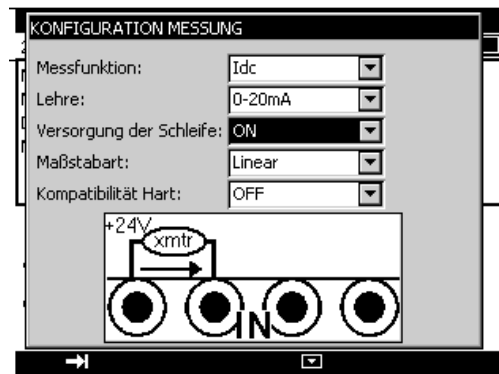 KONFIGURATION MESSUNG
Messfunktion: Idc
Lehre: 0-20mA
Versorgung der Schleife: ON
Maßstabart: Linear
Kompatibilität Hart: OFF
+24V
xmtr
IN